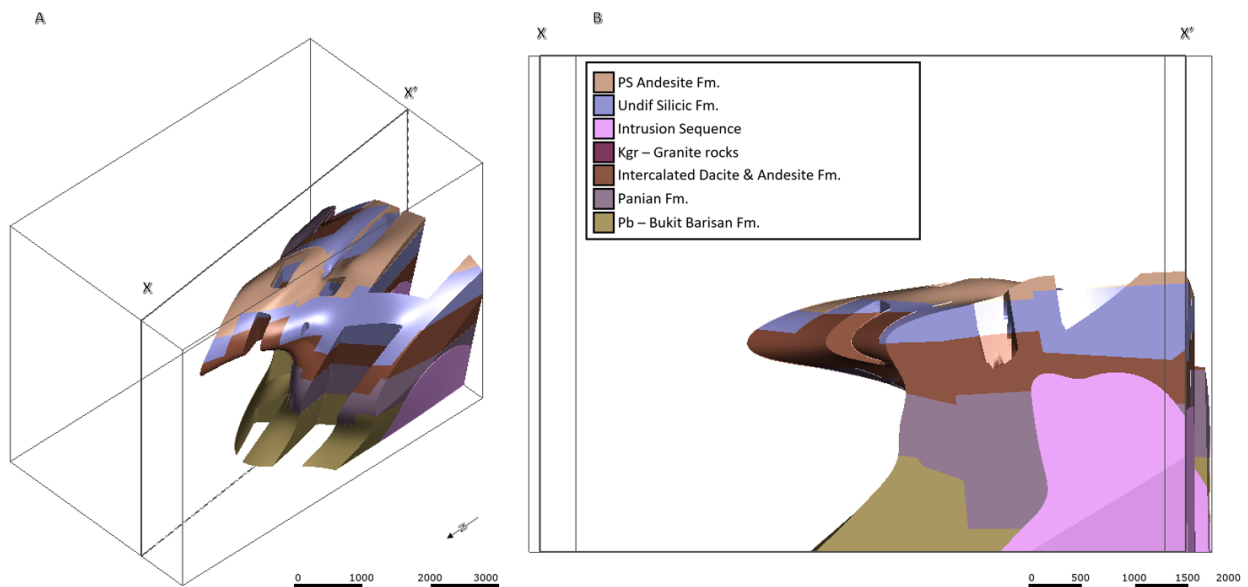 A
B
X
X'
X
X'
PS Andesite Fm.
Undif Silicic Fm.
Intrusion Sequence
Kgr – Granite rocks
Intercalated Dacite & Andesite Fm.
Panian Fm.
Pb – Bukit Barisan Fm.
N
0 1000 2000 3000
0 500 1000 1500 2000